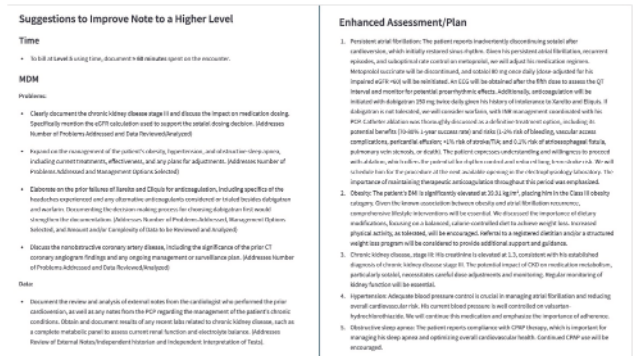 Suggestions to Improve Note to a Higher Level
Time
To bill at Level 5 using time, document > 60 minutes spent on the encounter.
MDM
Problems:
Clearly document the chronic kidney disease stage III and discuss the impact on medication dosing.
Specifically mention the eGFR calculation used to support the sotalol dosing decision. (Addresses
Number of Problems Addressed and Data Reviewed/Analyzed)
Expand on the management of the patient's obesity, hypertension, and obstructive sleep apnea,
including current treatments, effectiveness, and any plans for adjustments. (Addresses Number of
Problems Addressed and Management Options Selected)
Elaborate on the prior failures of Xarelto and Eliquis for anticoagulation, including specifics of the
headaches experienced and any alternative anticoagulants considered or trialed besides dabigatran
and warfarin. Documenting the decision-making process for choosing dabigatran first would
strengthen the documentation. (Addresses Number of Problems Addressed, Management Options
Selected, and Amount and/or Complexity of Data to be Reviewed and Analyzed)
Discuss the nonobstructive coronary artery disease, including the significance of the prior CT
coronary angiogram findings and any ongoing management or surveillance plan. (Addresses Number
of Problems Addressed and Data Reviewed/Analyzed)
Data:
Document the review and analysis of external notes from the cardiologist who performed the prior
cardioversion, as well as any notes from the PCP regarding the management of the patient's chronic
conditions. Obtain and document results of any recent labs related to chronic kidney disease, such as
a complete metabolic panel to assess current renal function and electrolyte balance. (Addresses
Review of External Notes/Independent historian and Independent Interpretation of Tests).
Enhanced Assessment/Plan
1. Persistent atrial fibrillation: The patient reports inadvertently discontinuing sotalol after
cardioversion, which initially restored sinus rhythm. Given his persistent atrial fibrillation, recurrent
episodes, and suboptimal rate control on metoprolol, we will adjust his medication regimen.
Metoprolol succinate will be discontinued, and sotalol 80 mg once daily (dose adjusted for his
impaired eGFR >60) will be reinitiated. An ECG will be obtained after the fifth dose to assess the QT
interval and monitor for potential proarrhythmic effects. Additionally, anticoagulation will be
initiated with dabigatran 150 mg twice daily given his history of intolerance to Xarelto and Eliquis. If
dabigatran is not tolerated, we will consider warfarin, with INR management coordinated with his
PCP. Catheter ablation was thoroughly discussed as a definitive treatment option, including its
potential benefits (70-80% 1-year success rate) and risks (1-2% risk of bleeding, vascular access
complications, pericardial effusion; <1% risk of stroke/TIA; and 0.1% risk of atrioesophageal fistula,
pulmonary vein stenosis, or death). The patient expresses understanding and willingness to proceed
with ablation, which offers the potential for rhythm control and reduced long-term stroke risk. We will
schedule him for the procedure at the next available opening in the electrophysiology laboratory. The
importance of maintaining therapeutic anticoagulation throughout this period was emphasized.
2. Obesity: The patient's BMI is significantly elevated at kg/m², placing him in the Class II obesity
category. Given the known association between obesity and atrial fibrillation recurrence,
comprehensive lifestyle interventions will be essential. We discussed the importance of dietary
modifications, focusing on a balanced, calorie-controlled diet to achieve weight loss. Increased
physical activity, as tolerated, will be encouraged. Referral to a registered dietitian and/or a structured
weight loss program will be considered to provide additional support and guidance.
3. Chronic kidney disease, stage III: His creatinine is elevated at 1.3, consistent with his established
diagnosis of chronic kidney disease stage III. The potential impact of CKD on medication metabolism,
particularly sotalol, necessitates careful dose adjustments and monitoring. Regular monitoring of
kidney function will be essential.
4. Hypertension: Adequate blood pressure control is crucial in managing atrial fibrillation and reducing
overall cardiovascular risk. His current blood pressure is well controlled on valsartan-
hydrochlorothiazide. We will continue this medication and emphasize the importance of adherence.
5. Obstructive sleep apnea: The patient reports compliance with CPAP therapy, which is important for
managing his sleep apnea and optimizing overall cardiovascular health. Continued CPAP use will be
encouraged.